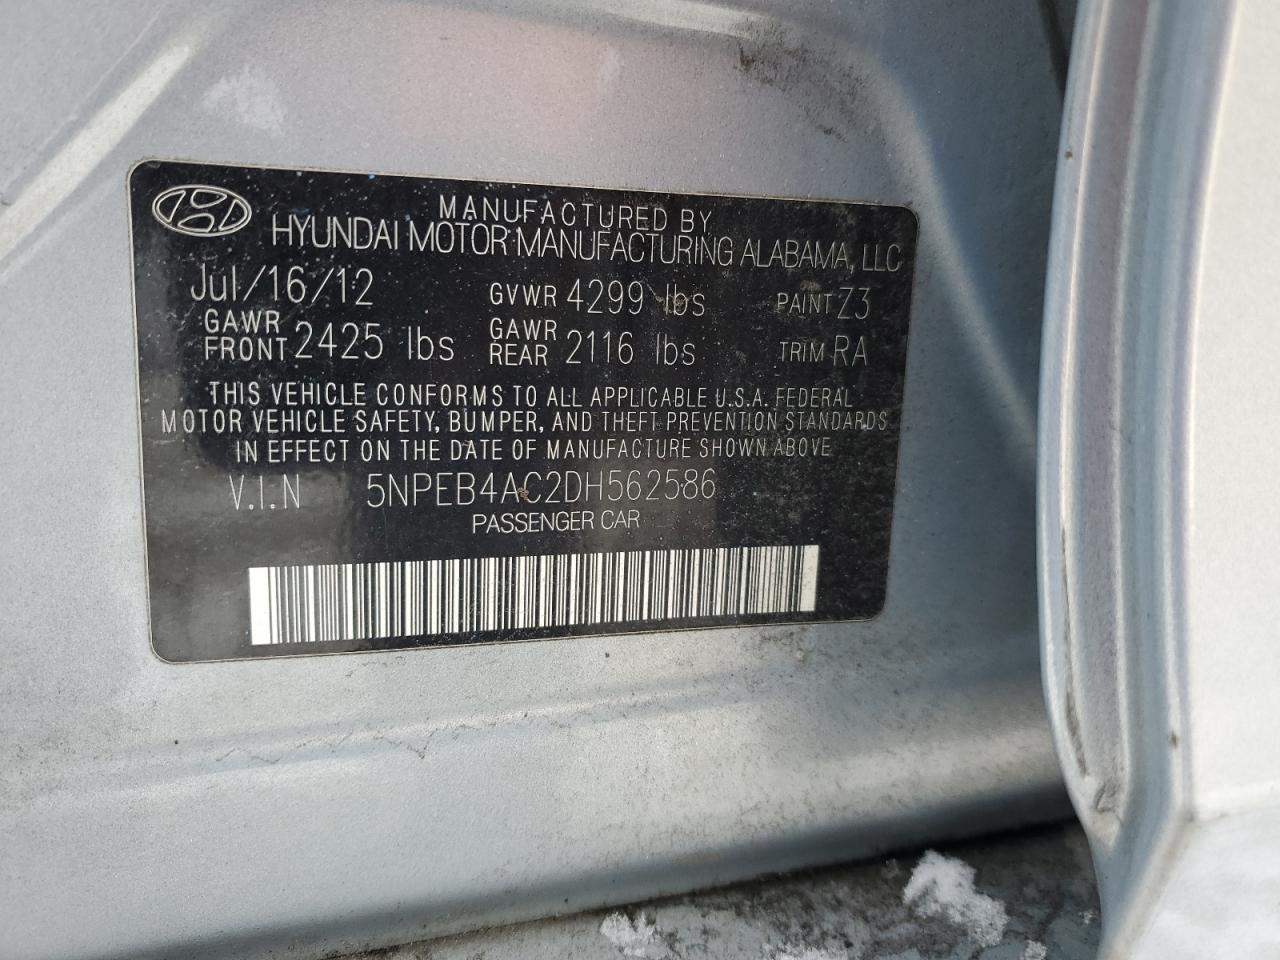 MANUFACTURED BY
HYUNDAI MOTOR MANUFACTURING ALABAMA, LLC
Jul/16/12 GVWR 4299 lbs PAINT Z3
GAWR FRONT 2425 lbs GAWR REAR 2116 lbs TRIM RA
THIS VEHICLE CONFORMS TO ALL APPLICABLE U.S.A. FEDERAL
MOTOR VEHICLE SAFETY, BUMPER, AND THEFT PREVENTION STANDARDS
IN EFFECT ON THE DATE OF MANUFACTURE SHOWN ABOVE
V.I.N 5NPEB4AC2DH562586
PASSENGER CAR